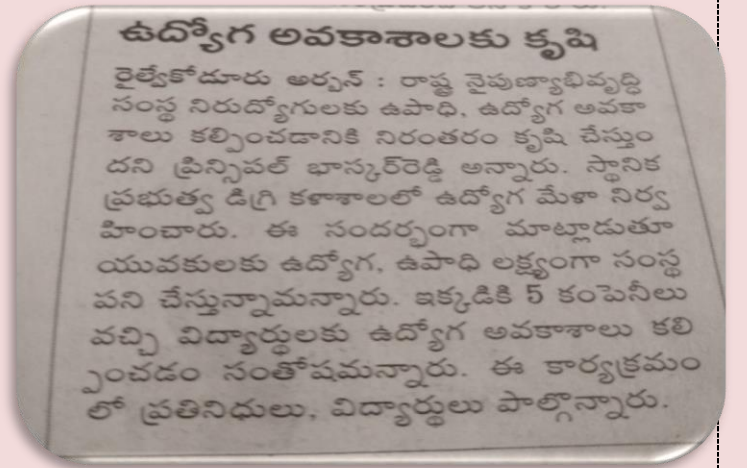 ఉద్యోగ అవకాశాలకు కృషి
రైల్వేకోడూరు అర్బన్ : రాష్ట్ర నైపుణ్యాభివృద్ధి
సంస్థ నిరుద్యోగులకు ఉపాధి, ఉద్యోగ అవకా
శాలు కల్పించడానికి నిరంతరం కృషి చేస్తుం
దని ప్రిన్సిపల్ భాస్కర్‌రెడ్డి అన్నారు. స్థానిక
ప్రభుత్వ డిగ్రి కళాశాలలో ఉద్యోగ మేళా నిర్వ
హించారు. ఈ సందర్భంగా మాట్లాడుతూ
యువకులకు ఉద్యోగ, ఉపాధి లక్ష్యంగా సంస్థ
పని చేస్తున్నామన్నారు. ఇక్కడికి 5 కంపెనీలు
వచ్చి విద్యార్థులకు ఉద్యోగ అవకాశాలు కలి
్పంచడం సంతోషమన్నారు. ఈ కార్యక్రమం
లో ప్రతినిధులు, విద్యార్థులు పాల్గొన్నారు.